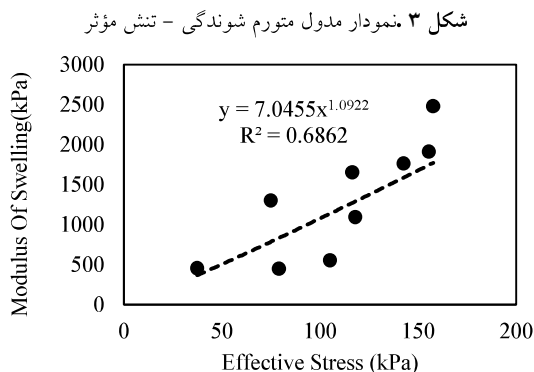 شکل ۳ .نمودار مدول متورم شوندگی – تنش مؤثر
3000
2500
2000
1500
1000
500
0
Modulus Of Swelling(kPa)
y = 7.0455x^1.0922
R² = 0.6862
0 50 100 150 200
Effective Stress (kPa)